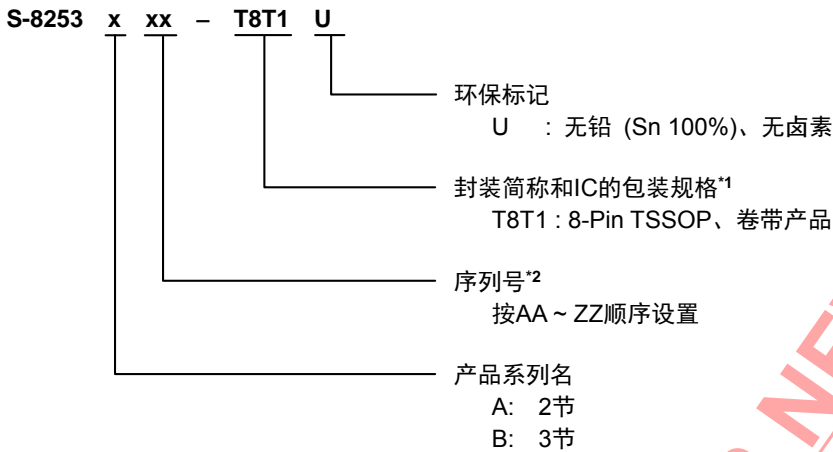 S-8253 x xx – T8T1 U
环保标记
U : 无铅 (Sn 100%)、无卤素
封装简称和IC的包装规格*1
T8T1 : 8-Pin TSSOP、卷带产品
序列号*2
按AA ~ ZZ顺序设置
产品系列名
A: 2节
B: 3节